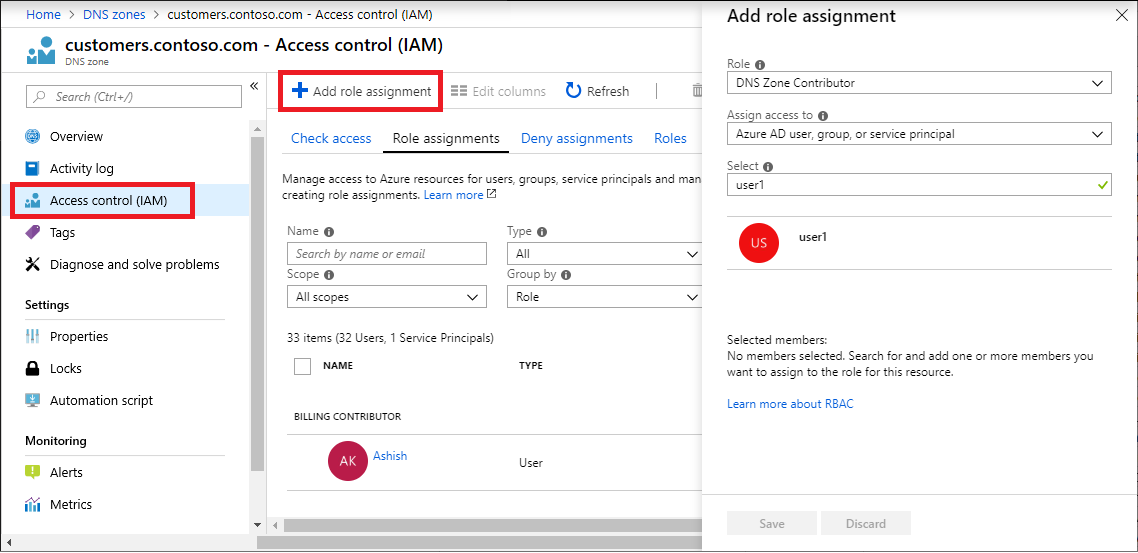 Home > DNS zones > customers.contoso.com - Access control (IAM)
customers.contoso.com - Access control (IAM)
DNS zone
Search (Ctrl+/)
Overview
Activity log
Access control (IAM)
Tags
Diagnose and solve problems
Settings
Properties
Locks
Automation script
Monitoring
Alerts
Metrics
Add role assignment Edit columns Refresh
Check access Role assignments Deny assignments Roles
Manage access to Azure resources for users, groups, service principals and man
creating role assignments. Learn more
Name Type
Search by name or email All
Scope Group by
All scopes Role
33 items (32 Users, 1 Service Principals)
NAME TYPE
BILLING CONTRIBUTOR
AK Ashish User
Add role assignment
Role
DNS Zone Contributor
Assign access to
Azure AD user, group, or service principal
Select
user1
US user1
Selected members:
No members selected. Search for and add one or more members you
want to assign to the role for this resource.
Learn more about RBAC
Save Discard